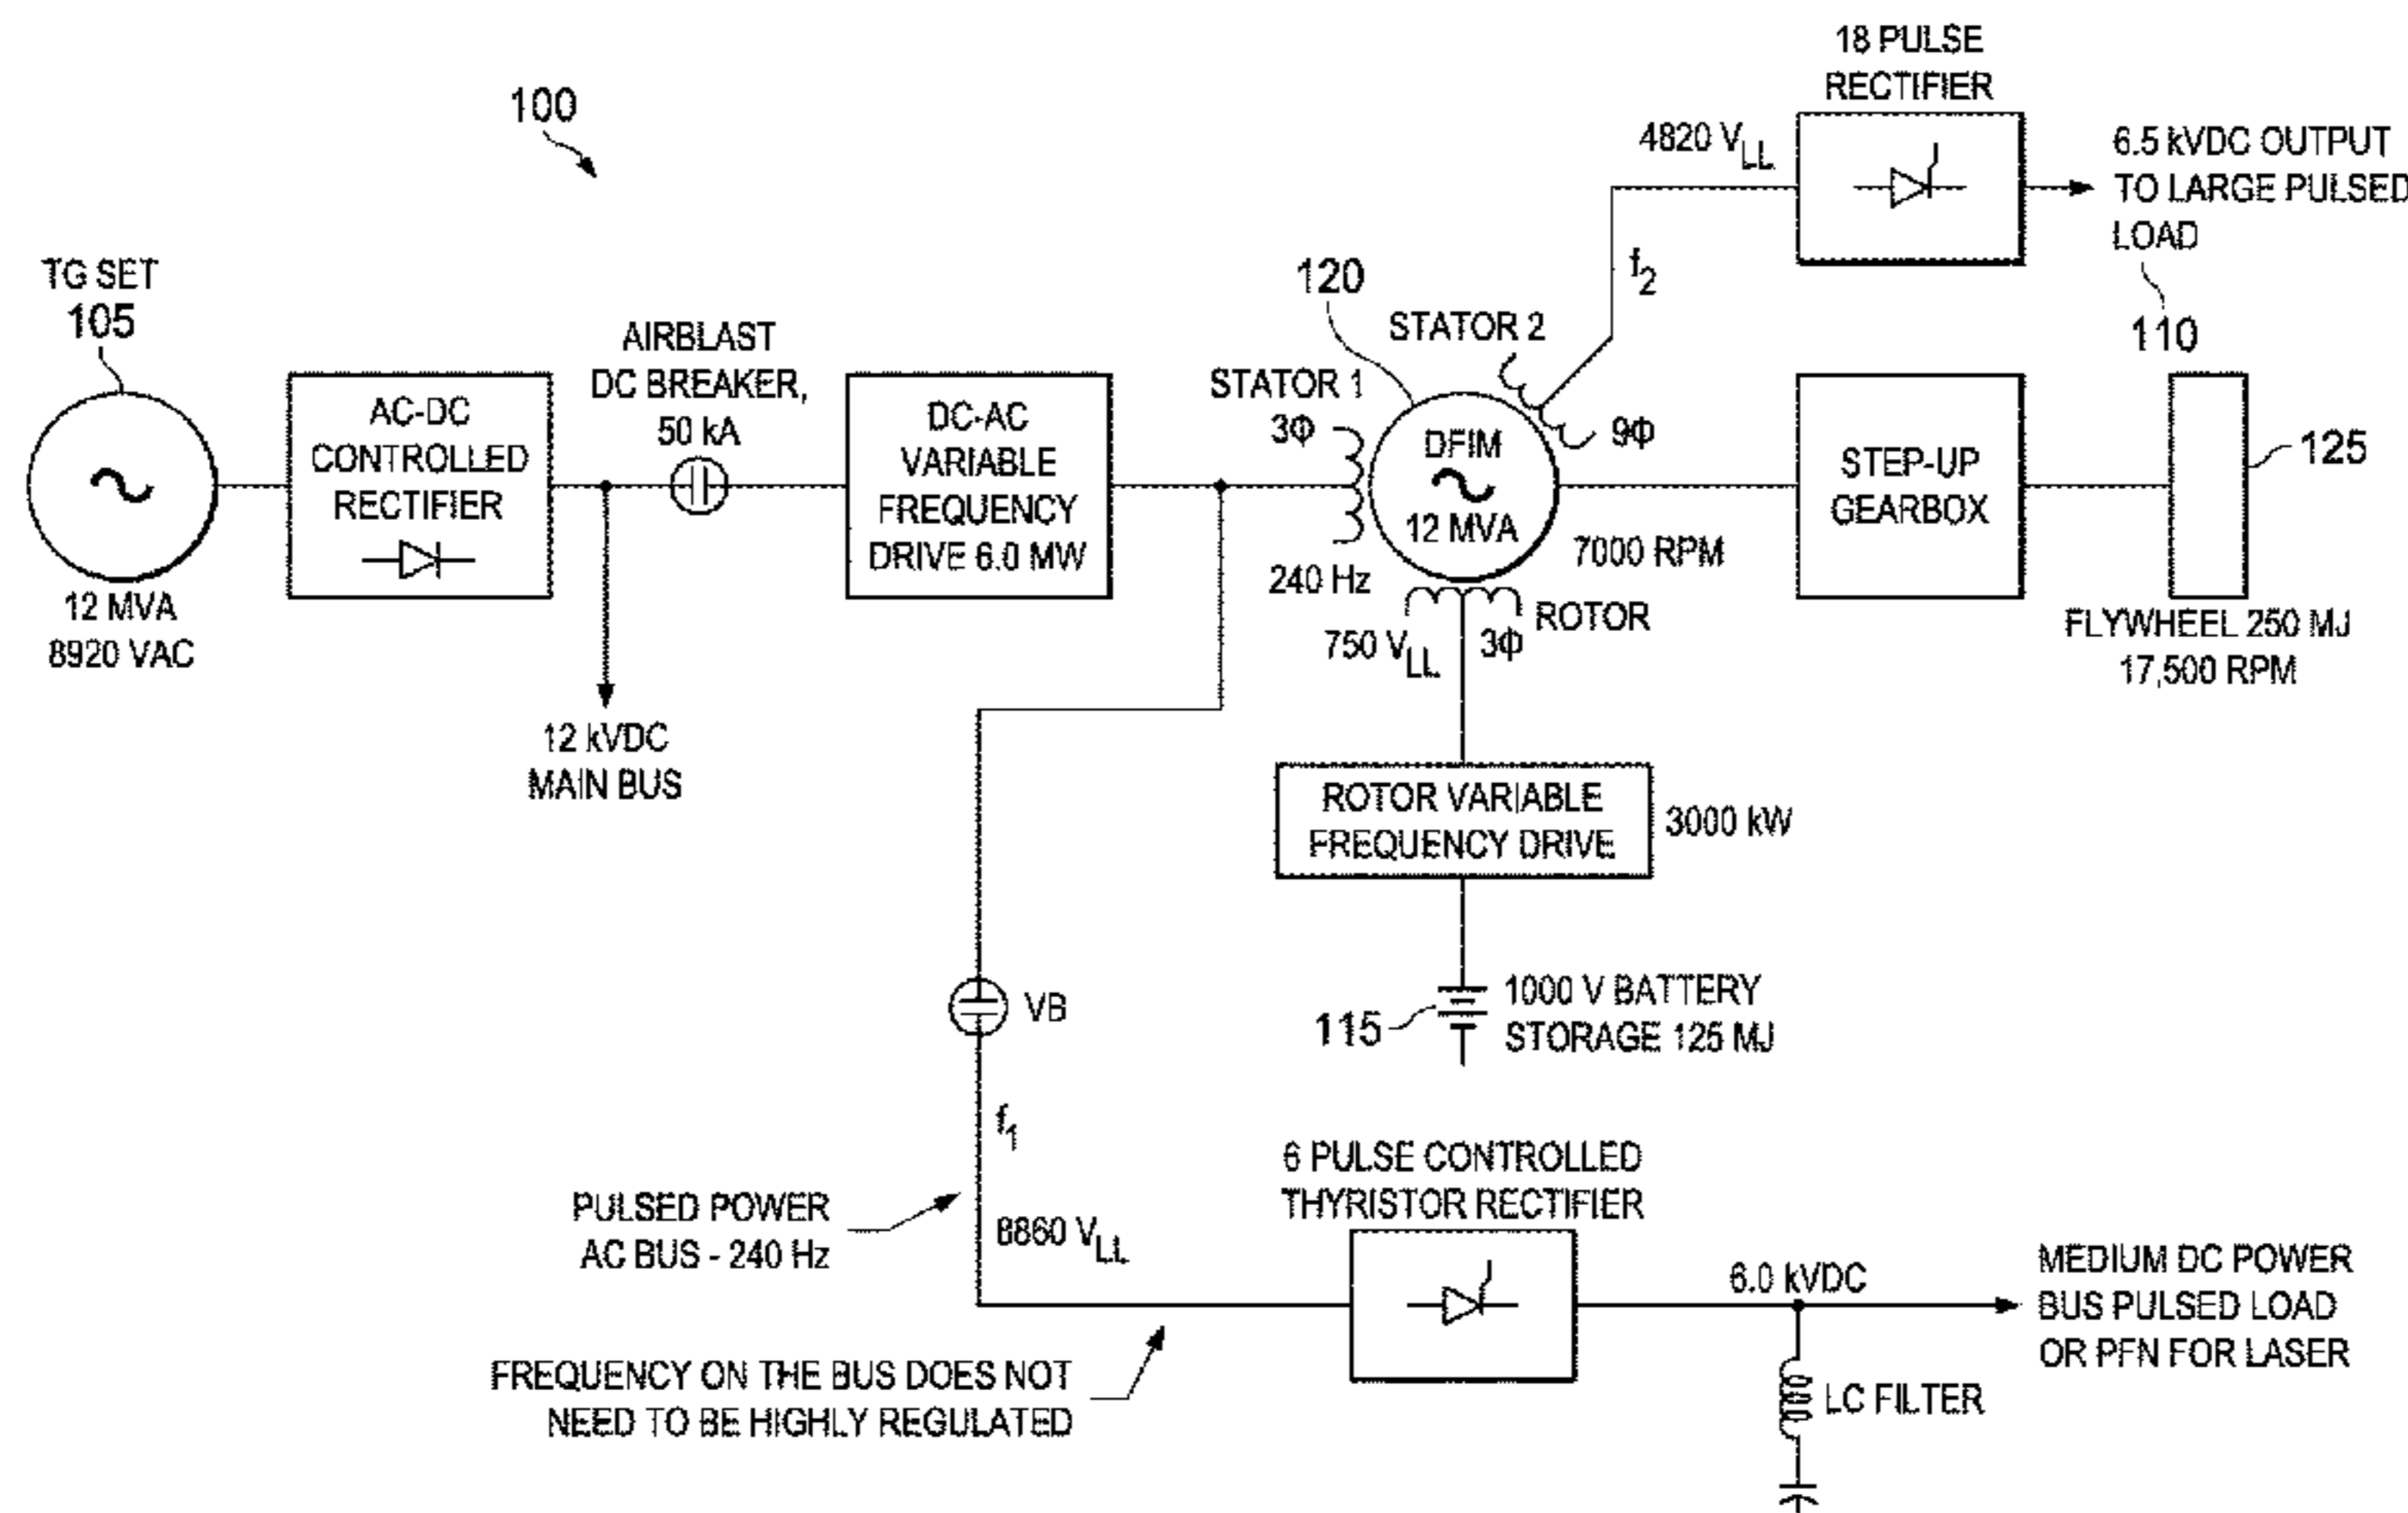 100
18 PULSE
RECTIFIER
4820 V_LL
6.5 kVDC OUTPUT
TO LARGE PULSED
LOAD
110
f_2
TG SET
105
12 MVA
8920 VAC
AC-DC
CONTROLLED
RECTIFIER
AIRBLAST
DC BREAKER,
50 kA
12 kVDC
MAIN BUS
DC-AC
VARIABLE
FREQUENCY
DRIVE 6.0 MW
120
STATOR 2
9Φ
STATOR 1
3Φ
240 Hz
DFIM
12 MVA
7000 RPM
STEP-UP
GEARBOX
125
FLYWHEEL 250 MJ
17,500 RPM
ROTOR
750 V_LL
3Φ
ROTOR VARIABLE
FREQUENCY DRIVE
3000 kW
115
1000 V BATTERY
STORAGE 125 MJ
VB
f_1
PULSED POWER
AC BUS - 240 Hz
8860 V_LL
FREQUENCY ON THE BUS DOES NOT
NEED TO BE HIGHLY REGULATED
6 PULSE CONTROLLED
THYRISTOR RECTIFIER
6.0 kVDC
MEDIUM DC POWER
BUS PULSED LOAD
OR PFN FOR LASER
LC FILTER